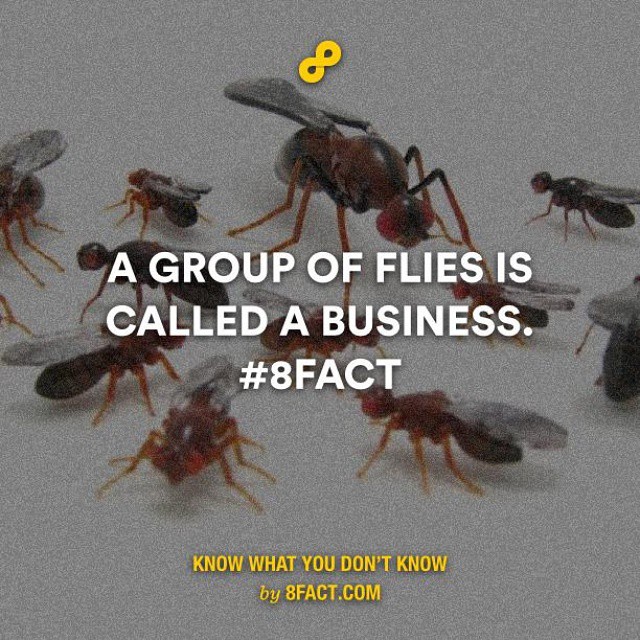 A GROUP OF FLIES IS
CALLED A BUSINESS.
#8FACT
KNOW WHAT YOU DON'T KNOW
by 8FACT.COM